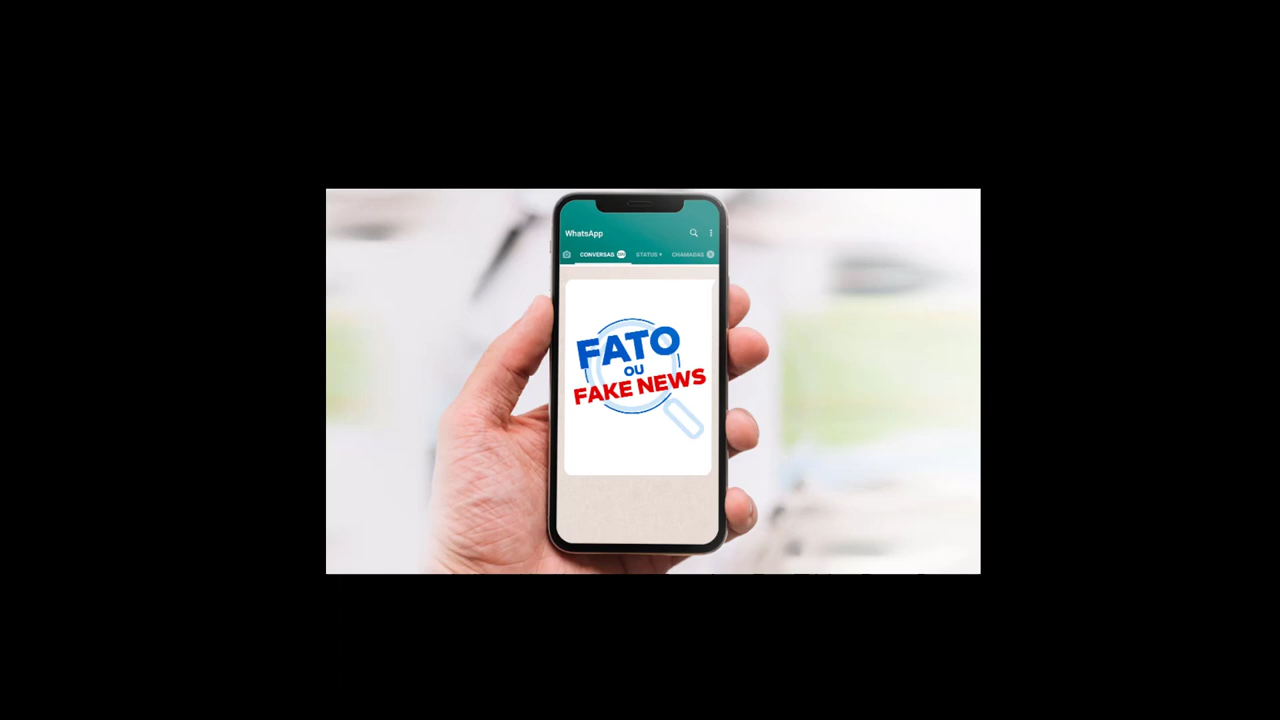 WhatsApp
CONVERSAS
STATUS
CHAMADAS
FATO
OU
FAKE NEWS